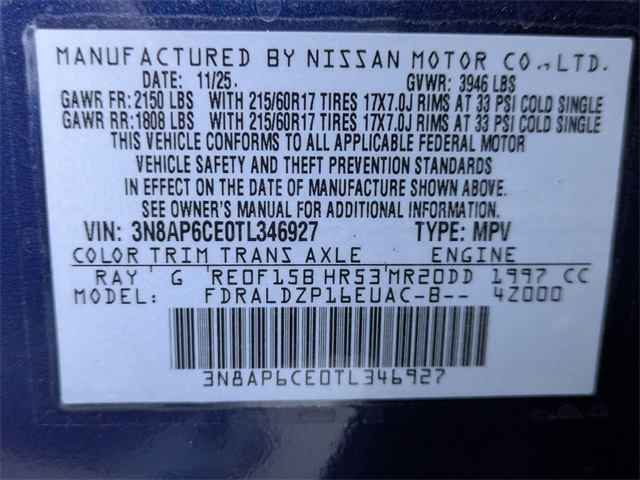 MANUFACTURED BY NISSAN MOTOR CO., LTD.
DATE: 11/25. GVWR: 3946 LBS
GAWR FR: 2150 LBS WITH 215/60R17 TIRES 17X7.0J RIMS AT 33 PSI COLD SINGLE
GAWR RR: 1808 LBS WITH 215/60R17 TIRES 17X7.0J RIMS AT 33 PSI COLD SINGLE
THIS VEHICLE CONFORMS TO ALL APPLICABLE FEDERAL MOTOR
VEHICLE SAFETY AND THEFT PREVENTION STANDARDS
IN EFFECT ON THE DATE OF MANUFACTURE SHOWN ABOVE.
SEE OWNER'S MANUAL FOR ADDITIONAL INFORMATION.
VIN: 3N8AP6CE0TL346927 TYPE: MPV
COLOR TRIM TRANS AXLE ENGINE
RAY G RE0F15B HR53 MR20DD 1997 CC
MODEL: FDRALDZP16EUAC-B-- 4Z000
3N8AP6CE0TL346927